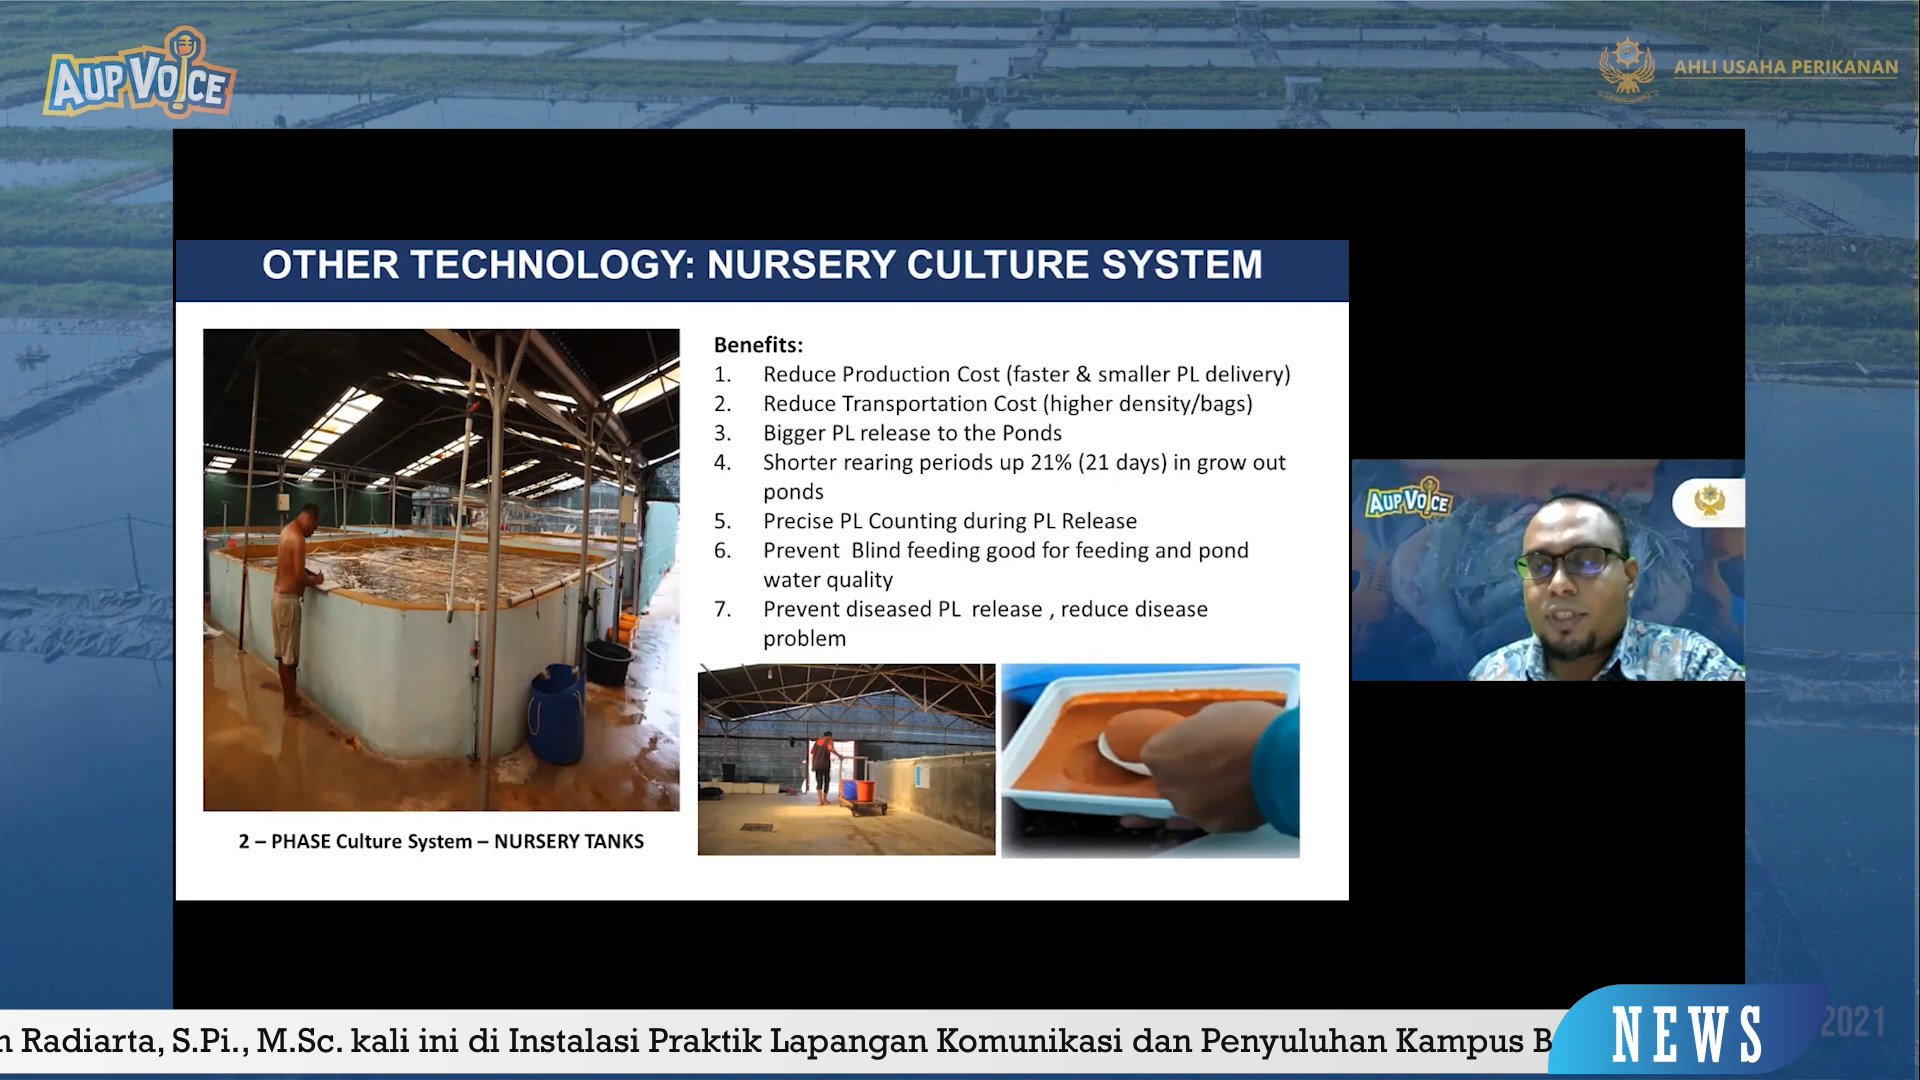 AUP VOICE
AHLI USAHA PERIKANAN
OTHER TECHNOLOGY: NURSERY CULTURE SYSTEM
Benefits:
1. Reduce Production Cost (faster & smaller PL delivery)
2. Reduce Transportation Cost (higher density/bags)
3. Bigger PL release to the Ponds
4. Shorter rearing periods up 21% (21 days) in grow out
ponds
5. Precise PL Counting during PL Release
6. Prevent Blind feeding good for feeding and pond
water quality
7. Prevent diseased PL release , reduce disease
problem
2 – PHASE Culture System – NURSERY TANKS
AUP VOICE
Radiarta, S.Pi., M.Sc. kali ini di Instalasi Praktik Lapangan Komunikasi dan Penyuluhan Kampus B
NEWS
2021